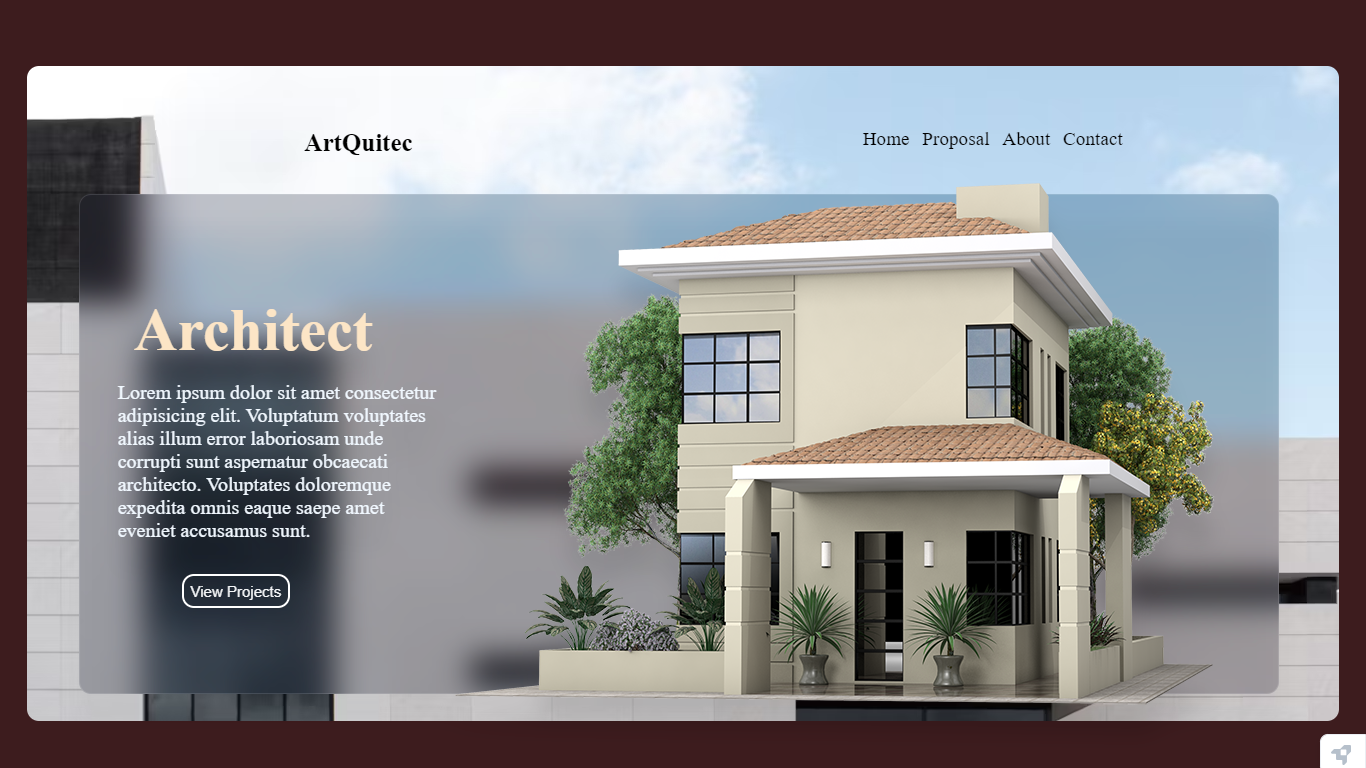 ArtQuitec
Home Proposal About Contact
Architect
Lorem ipsum dolor sit amet consectetur
adipisicing elit. Voluptatum voluptates
alias illum error laboriosam unde
corrupti sunt aspernatur obcaecati
architecto. Voluptates doloremque
expedita omnis eaque saepe amet
eveniet accusamus sunt.
View Projects